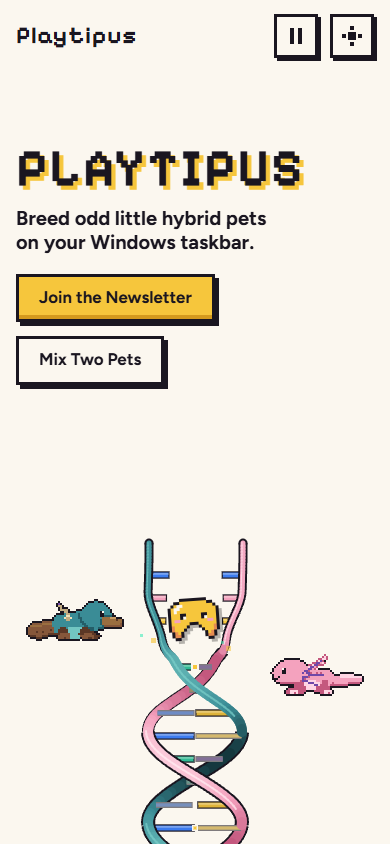 Playtipus
PLAYTIPUS
Breed odd little hybrid pets
on your Windows taskbar.
Join the Newsletter
Mix Two Pets